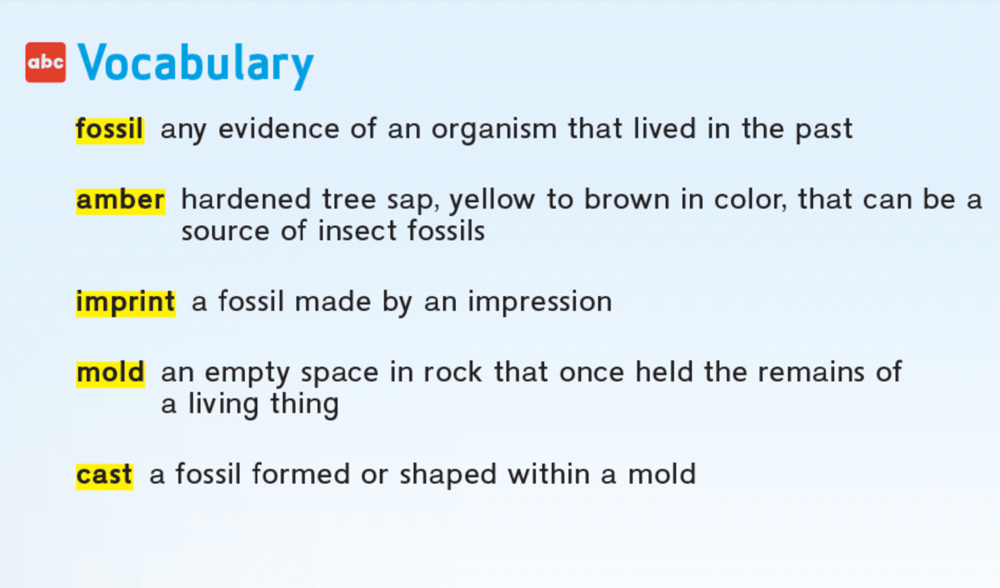 abc Vocabulary
fossil any evidence of an organism that lived in the past
amber hardened tree sap, yellow to brown in color, that can be a
source of insect fossils
imprint a fossil made by an impression
mold an empty space in rock that once held the remains of
a living thing
cast a fossil formed or shaped within a mold